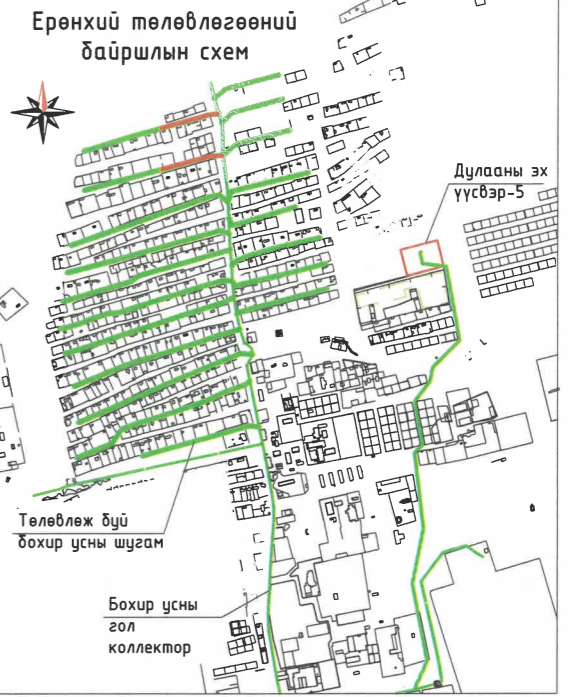 Ерөнхий төлөвлөгөөний
байршлын схем
Дулааны эх
үүсвэр-5
Төлөвлөж буй
бохир усны шугам
Бохир усны
гол
коллектор